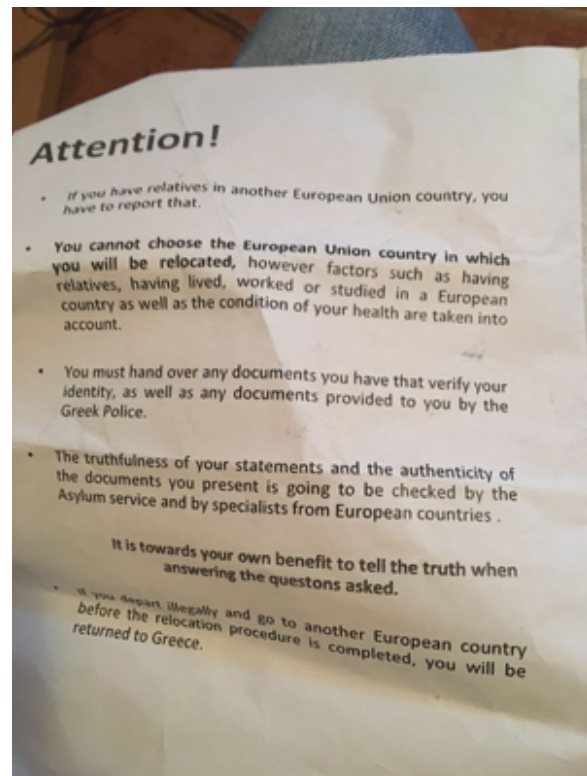 Attention!
• If you have relatives in another European Union country, you
have to report that.
• You cannot choose the European Union country in which
you will be relocated, however factors such as having
relatives, having lived, worked or studied in a European
country as well as the condition of your health are taken into
account.
• You must hand over any documents you have that verify your
identity, as well as any documents provided to you by the
Greek Police.
• The truthfulness of your statements and the authenticity of
the documents you present is going to be checked by the
Asylum service and by specialists from European countries .
It is towards your own benefit to tell the truth when
answering the questons asked.
• If you depart illegally and go to another European country
before the relocation procedure is completed, you will be
returned to Greece.